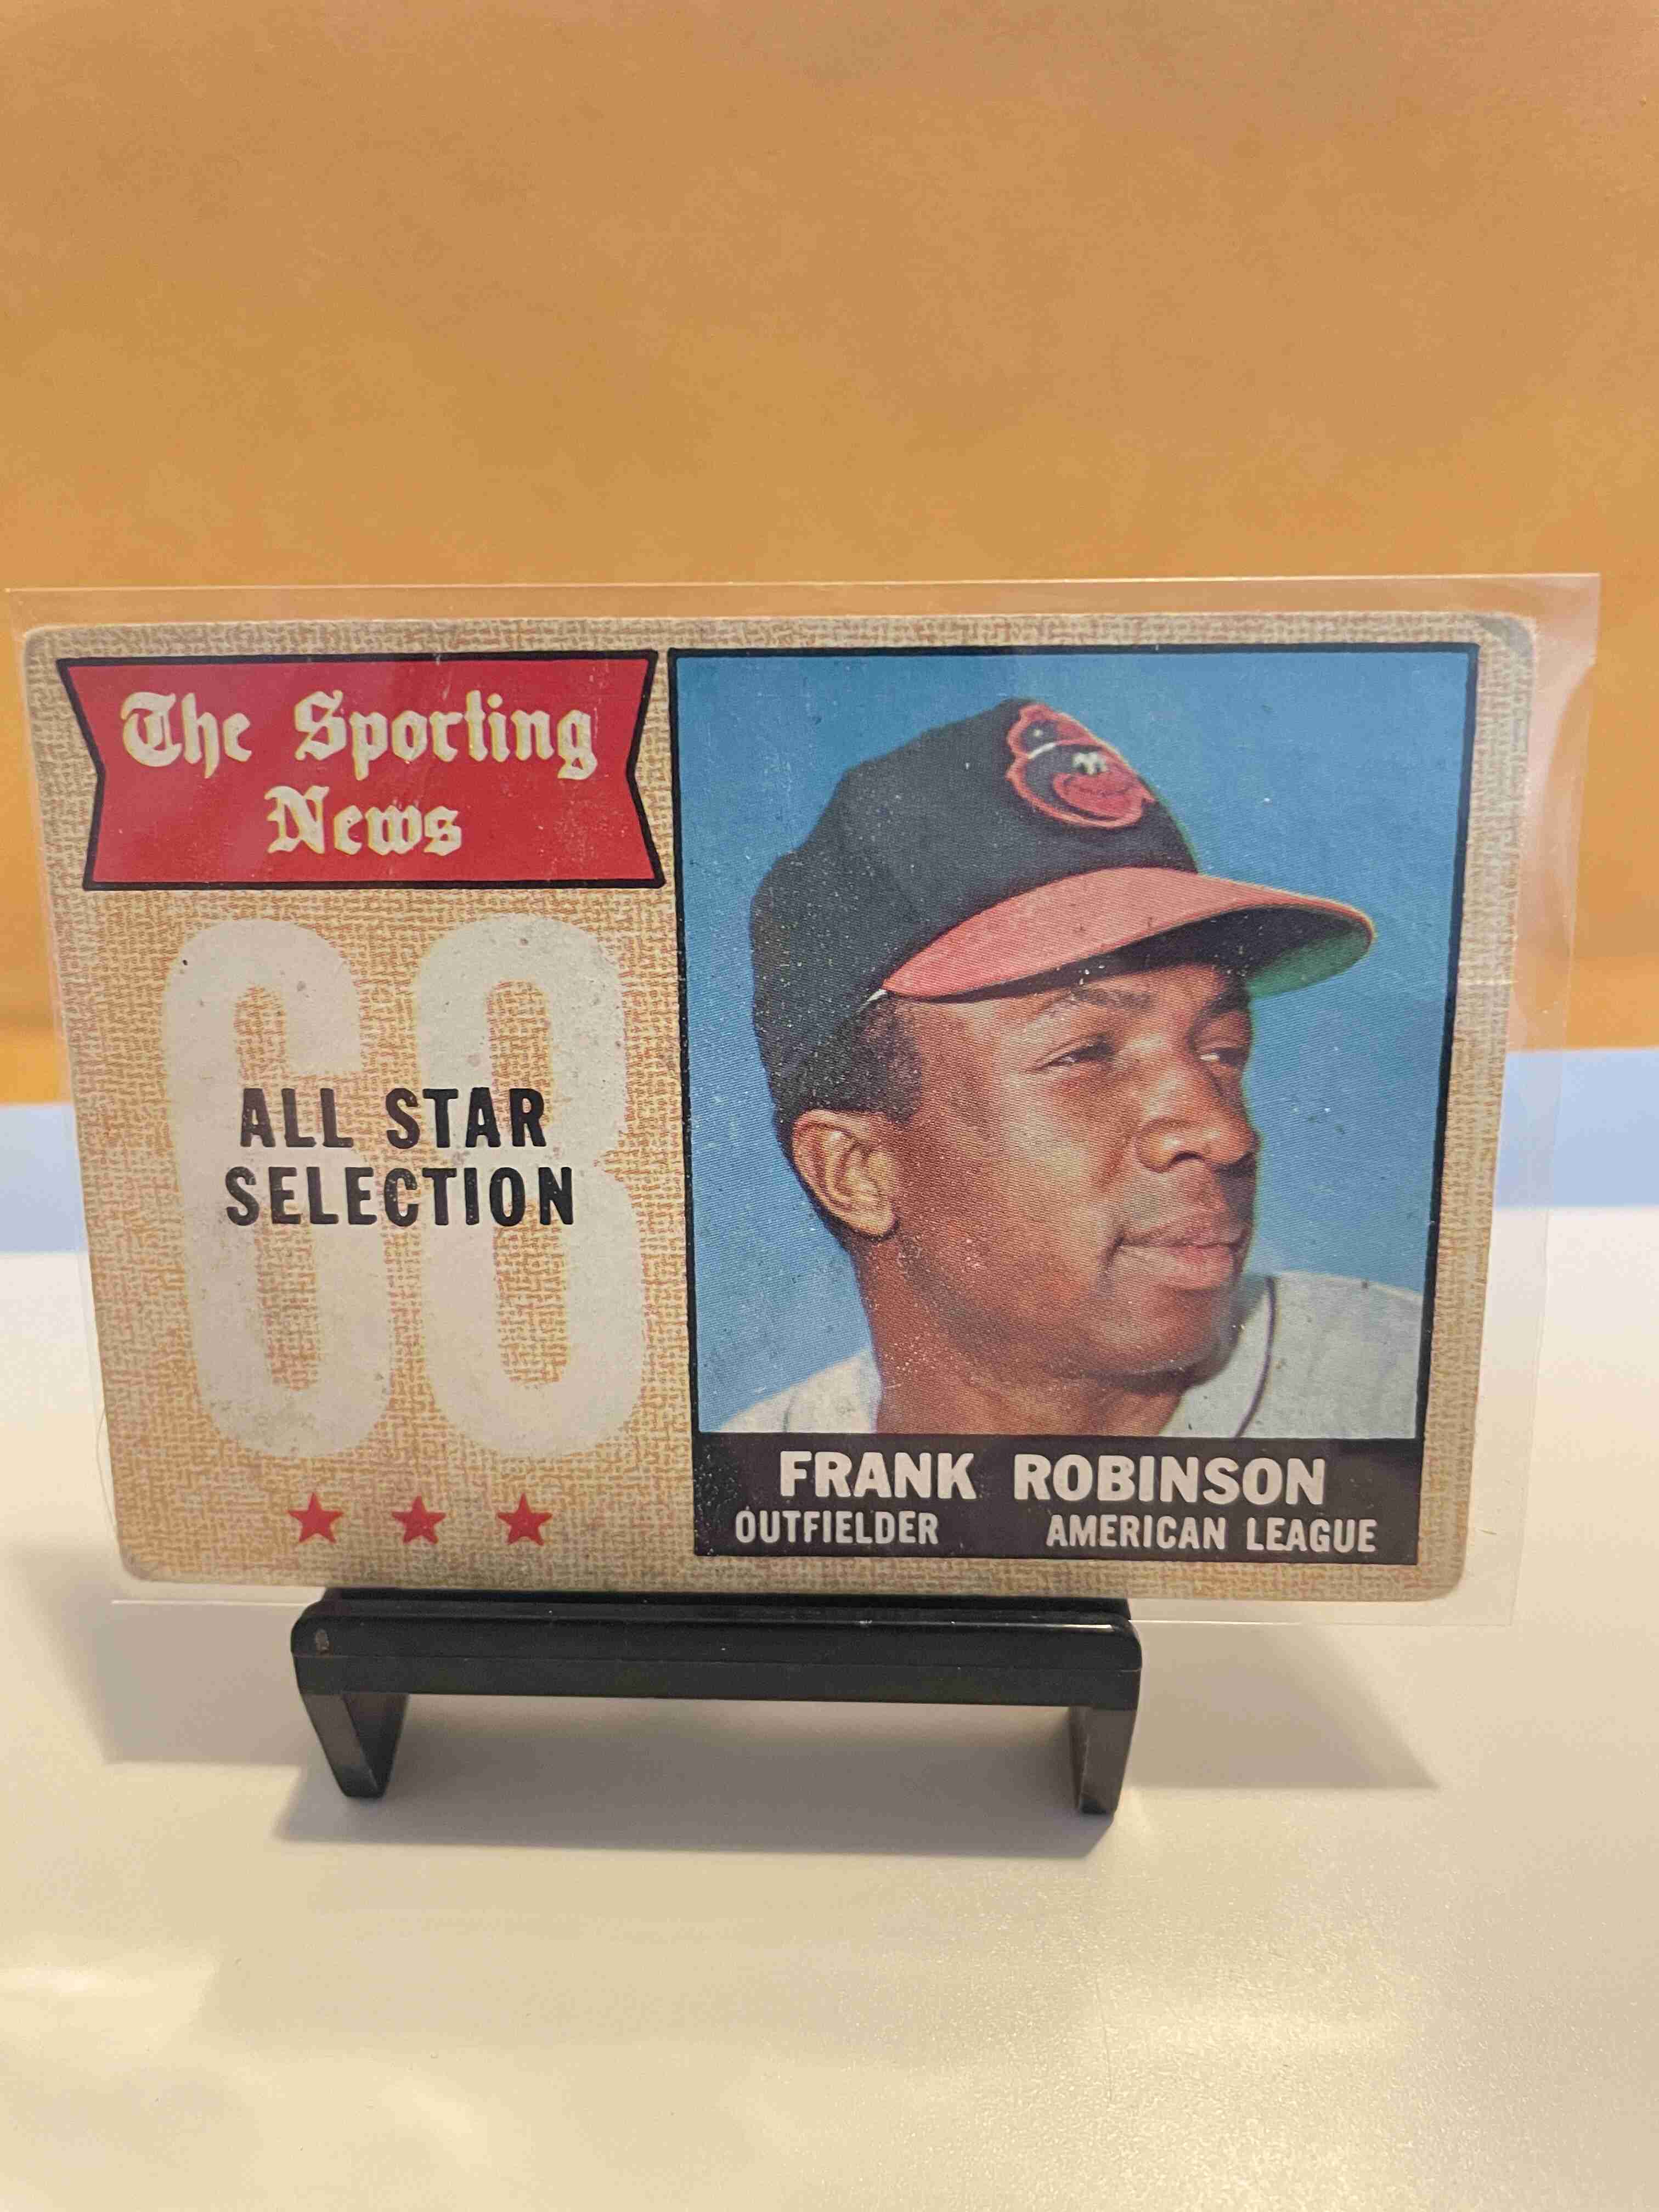 The Sporting
News
68
ALL STAR
SELECTION
FRANK ROBINSON
OUTFIELDER AMERICAN LEAGUE